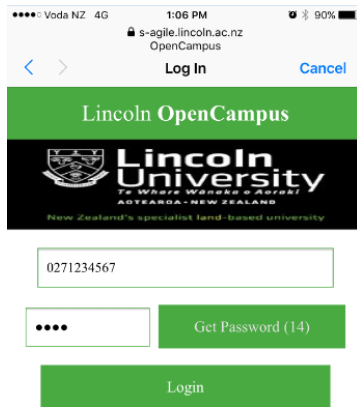 Voda NZ 4G 1:06 PM 90%
s-agile.lincoln.ac.nz
OpenCampus
Log In Cancel
Lincoln OpenCampus
Lincoln
University
Te Whare Wānaka o Aoraki
AOTEAROA • NEW ZEALAND
New Zealand's specialist land-based university
0271234567
•••• Get Password (14)
Login